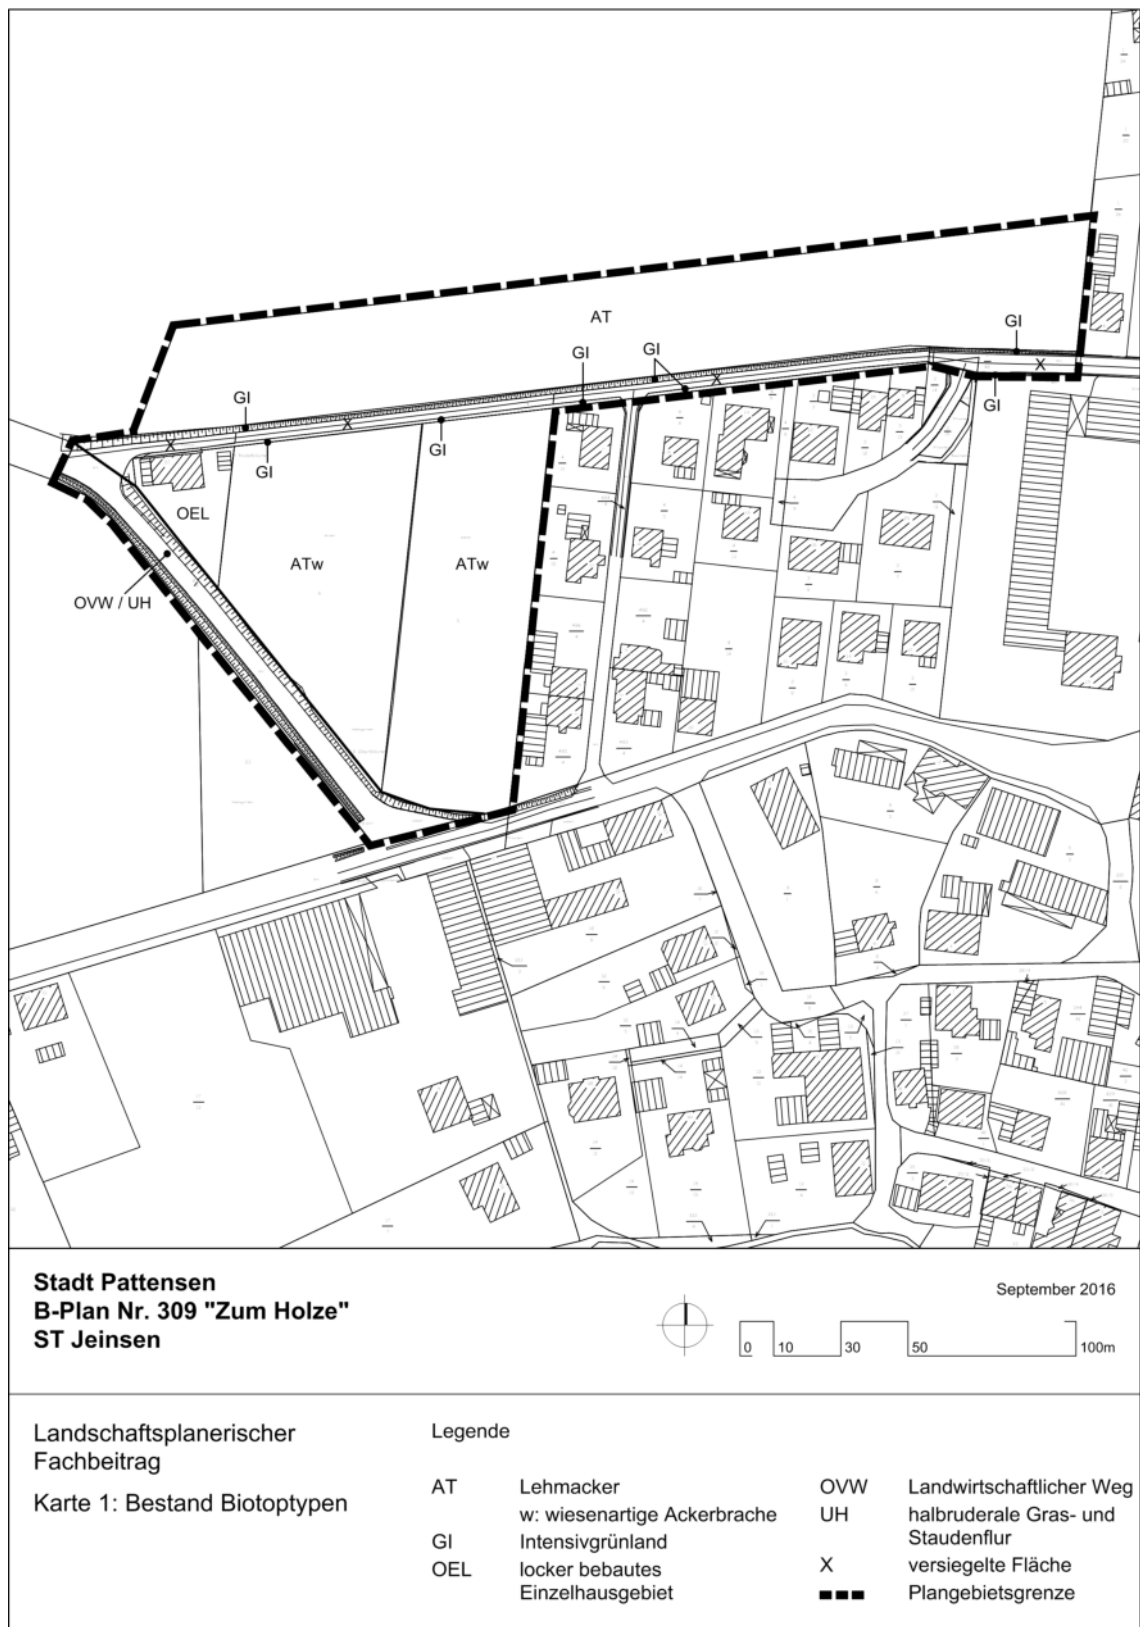 AT
GI
GI
GI
X
GI
X
GI
X
GI
GI
X
GI
OEL
ATw
ATw
OVW / UH
Stadt Pattensen
B-Plan Nr. 309 "Zum Holze"
ST Jeinsen
September 2016
0 10 30 50 100m
Landschaftsplanerischer
Fachbeitrag
Karte 1: Bestand Biotoptypen
Legende
AT Lehmacker
w: wiesenartige Ackerbrache
GI Intensivgrünland
OEL locker bebautes
Einzelhausgebiet
OVW Landwirtschaftlicher Weg
UH halbruderale Gras- und
Staudenflur
X versiegelte Fläche
Plangebietsgrenze